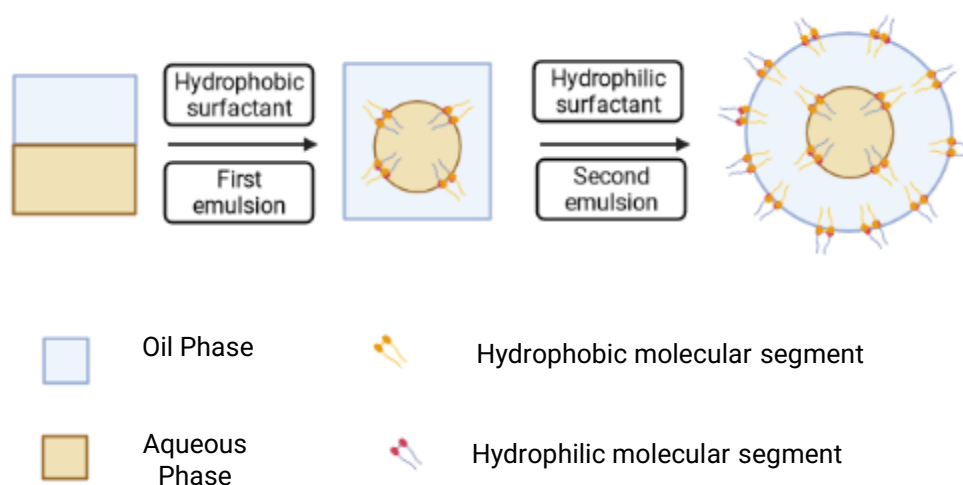 Hydrophobic
surfactant
First
emulsion
Hydrophilic
surfactant
Second
emulsion
Oil Phase
Hydrophobic molecular segment
Aqueous
Phase
Hydrophilic molecular segment